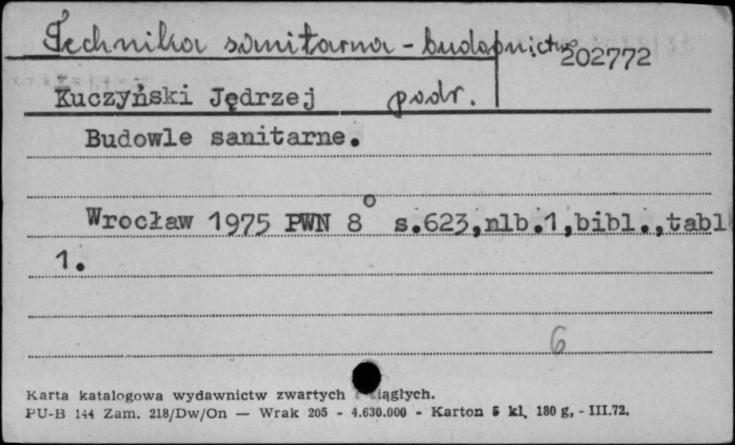 Technika sanitarna - budownictwo
202772
Kuczyński Jędrzej podr.
Budowle sanitarne.
Wrocław 1975 PWN 8° s.623,nlb.1,bibl.,tabl
1.
6
Karta katalogowa wydawnictw zwartych ciągłych.
PU-B 144 Zam. 218/Dw/On — Wrak 205 - 4.630.000 - Karton 5 kl. 180 g, - III.72.